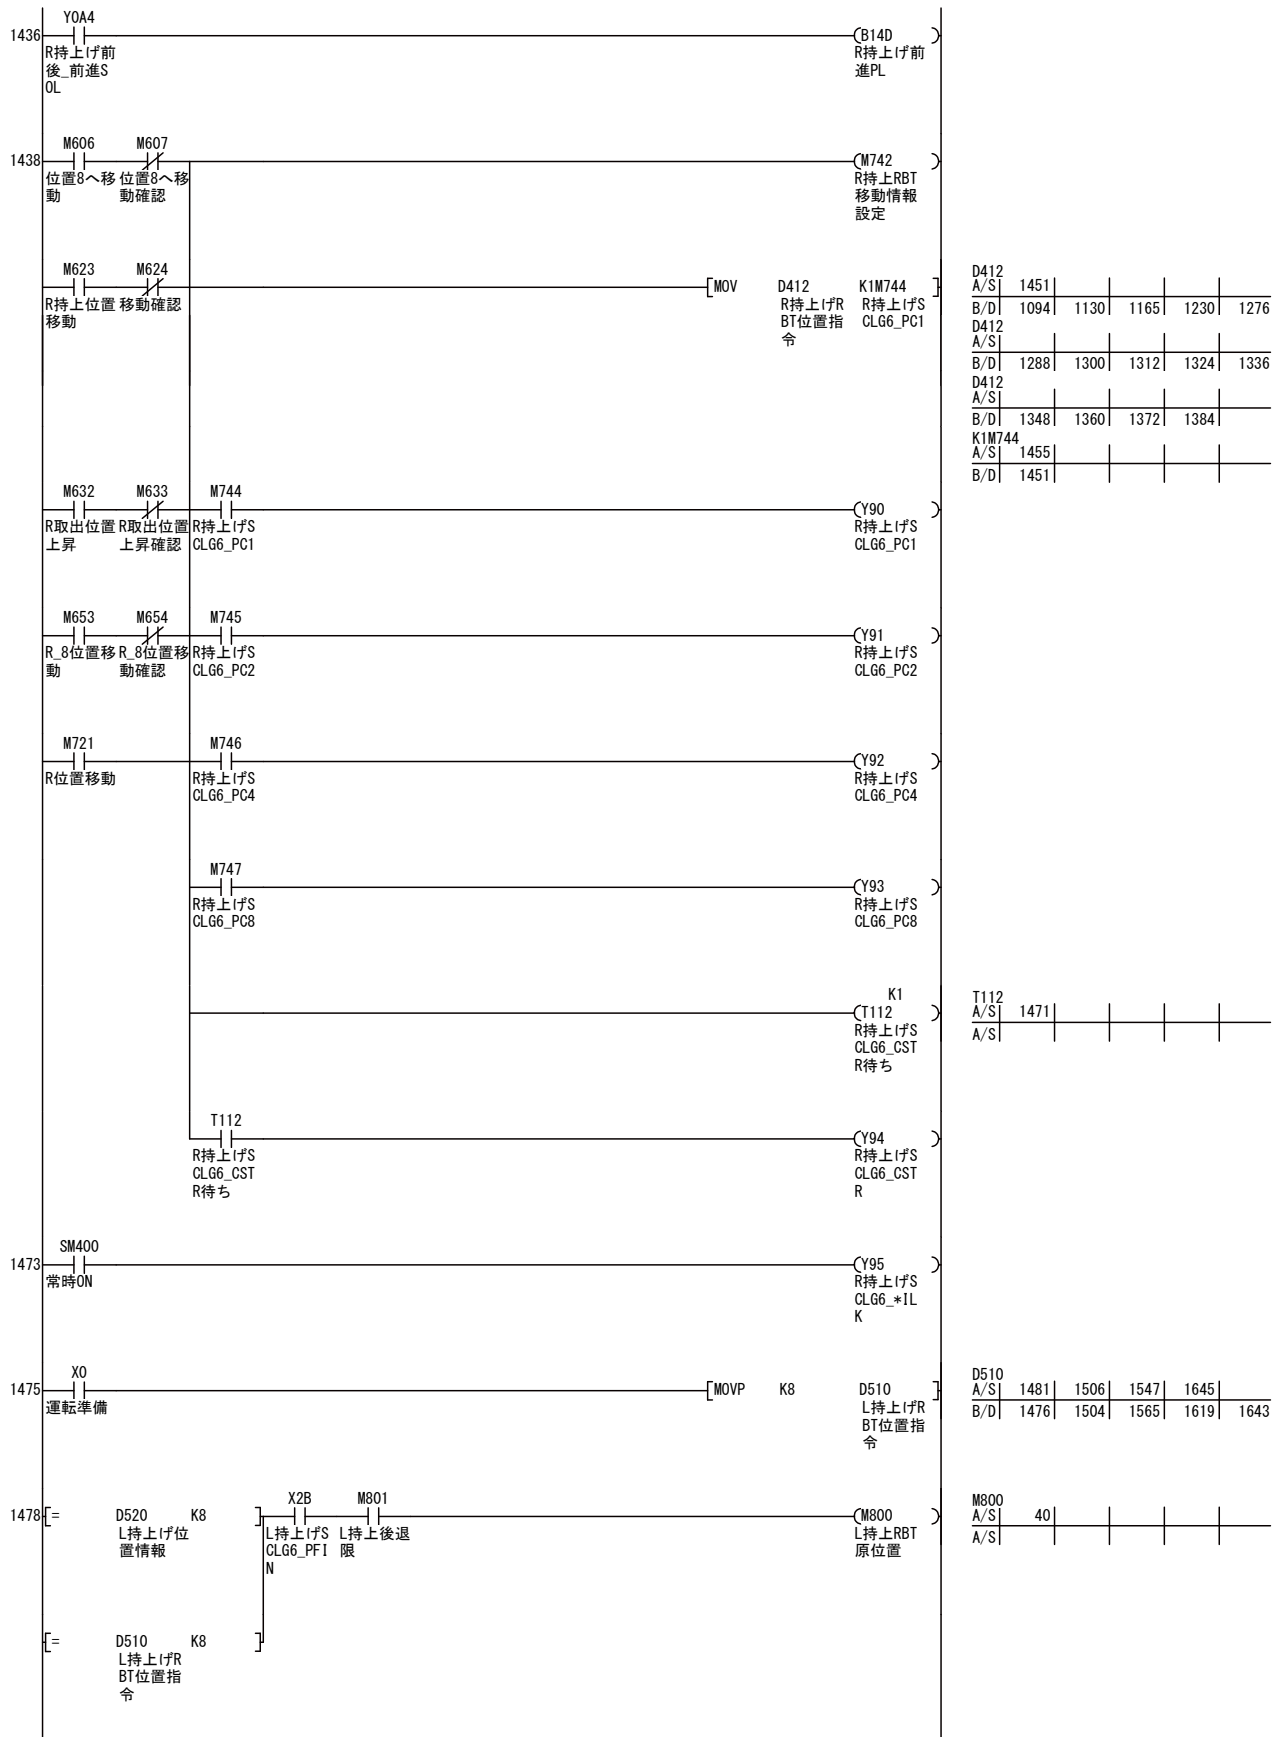 Y0A4
1436
(B14D )
R持上げ前
後_前進S
OL
R持上げ前
進PL
M606 M607
1438
(M742 )
位置8へ移
動
位置8へ移
動確認
R持上RBT
移動情報
設定
M623 M624
[MOV D412 K1M744 ]
R持上位置
移動
移動確認
R持上げR
BT位置指
令
R持上げS
CLG6_PC1
D412
A/S 1451
B/D 1094 1130 1165 1230 1276
D412
A/S
B/D 1288 1300 1312 1324 1336
D412
A/S
B/D 1348 1360 1372 1384
K1M744
A/S 1455
B/D 1451
M632 M633 M744
(Y90 )
R取出位置
上昇
R取出位置
上昇確認
R持上げS
CLG6_PC1
R持上げS
CLG6_PC1
M653 M654 M745
(Y91 )
R_8位置移
動
R_8位置移
動確認
R持上げS
CLG6_PC2
R持上げS
CLG6_PC2
M721 M746
(Y92 )
R位置移動
R持上げS
CLG6_PC4
R持上げS
CLG6_PC4
M747
(Y93 )
R持上げS
CLG6_PC8
R持上げS
CLG6_PC8
K1
(T112 )
R持上げS
CLG6_CST
R待ち
T112
A/S 1471
A/S
T112
(Y94 )
R持上げS
CLG6_CST
R待ち
R持上げS
CLG6_CST
R
SM400
1473
(Y95 )
常時ON
R持上げS
CLG6_*IL
K
X0
1475
[MOVP K8 D510 ]
運転準備
L持上げR
BT位置指
令
D510
A/S 1481 1506 1547 1645
B/D 1476 1504 1565 1619 1643
X2B M801
1478 [= D520 K8 ]
(M800 )
L持上げ位
置情報
L持上げS
CLG6_PFI
N
L持上後退
限
L持上RBT
原位置
M800
A/S 40
A/S
[= D510 K8 ]
L持上げR
BT位置指
令